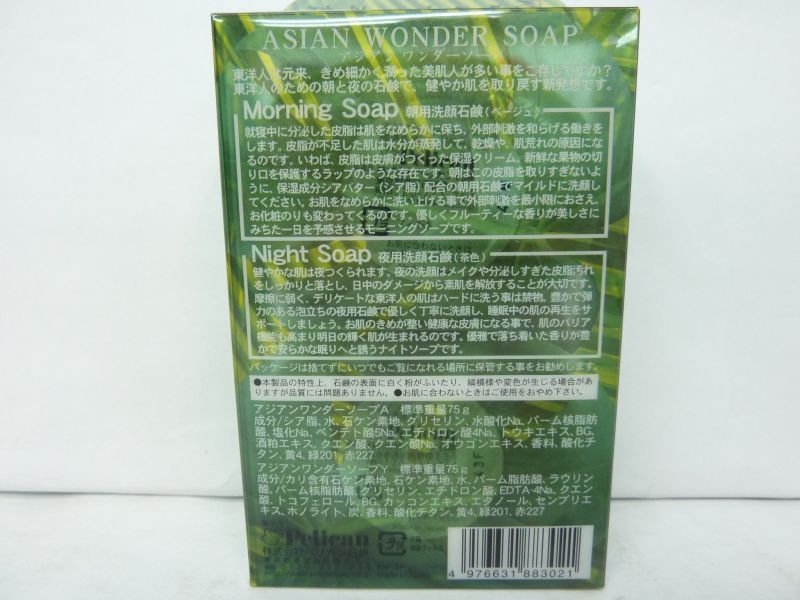 ASIAN WONDER SOAP
アジアンワンダーソープ
東洋人は元来、きめ細かく潤った美肌人が多い事をご存じですか？
東洋人のための朝と夜の石鹸で、健やか肌を取り戻す新発想です。
Morning Soap 朝用洗顔石鹸(ベージュ)
就寝中に分泌した皮脂は肌をなめらかに保ち、外部刺激を和らげる働きを
します。皮脂が不足した肌は水分が蒸発して、乾燥や、肌荒れの原因にな
るのです。いわば、皮脂は皮膚がつくった保湿クリーム。新鮮な果物の切
り口を保護するラップのような存在です。朝はこの皮脂を取りすぎないよ
うに、保湿成分シアバター(シア脂)配合の朝用石鹸でマイルドに洗顔し
てください。お肌をなめらかに洗い上げる事で外部刺激を最小限におさえ、
お化粧のりも変わってくるのです。優しくフルーティーな香りが美しさに
みちた一日を予感させるモーニングソープです。
Night Soap 夜用洗顔石鹸(茶色)
健やかな肌は夜つくられます。夜の洗顔はメイクや分泌しすぎた皮脂汚れ
をしっかりと落とし、日中のダメージから素肌を解放することが大切です。
摩擦に弱く、デリケートな東洋人の肌はハードに洗う事は禁物。豊かで弾
力のある泡立ちの夜用石鹸で優しく丁寧に洗顔し、睡眠中の肌の再生をサ
ポートしましょう。お肌のきめが整い健康な皮膚になる事で、肌のバリア
機能も高まり明日の輝く肌が生まれるのです。優雅で落ち着いた香りが豊
かで安らかな眠りへと誘うナイトソープです。
パッケージは捨てずにいつでもご覧になれる場所に保管する事をお勧めします。
●本製品の特性上、石鹸の表面に白く粉がふいたり、縞模様や変色が生じる場合があ
りますが品質には問題ありません。●お肌に合わないときはご使用をおやめ下さい。
アジアンワンダーソープA 標準重量75g
成分/シア脂、水、石ケン素地、グリセリン、水酸化Na、パーム核脂肪
酸、塩化Na、ペンテト酸5Na、エチドロン酸4Na、トウキエキス、BG、
酒粕エキス、クエン酸、クエン酸Na、オウゴンエキス、香料、酸化チタ
ン、黄4、緑201、赤227
アジアンワンダーソープY 標準重量75g
成分/カリ含有石ケン素地、石ケン素地、水、パーム脂肪酸、ラウリン
酸、パーム核脂肪酸、グリセリン、エチドロン酸、EDTA-4Na、クエン
酸、トコフェロール、BG、カッコンエキス、エタノール、センブリエ
キス、ホノライト、炭、香料、酸化チタン、黄4、緑201、赤227
Pelican
株式会社ペリカン石鹸
プラ
4 976631 883021